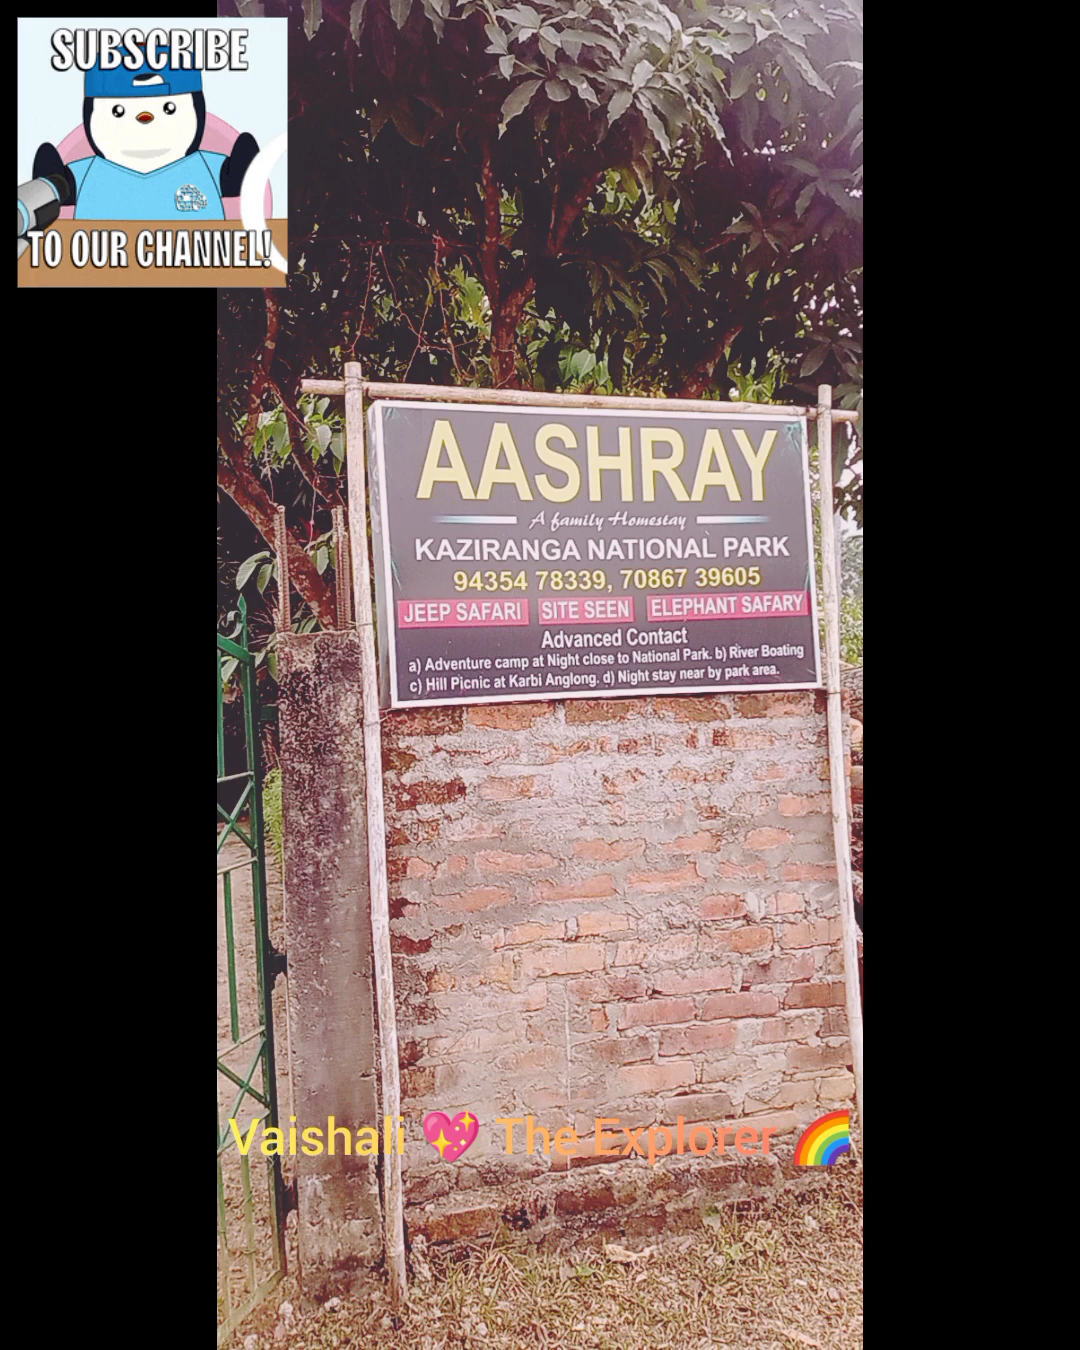 SUBSCRIBE
TO OUR CHANNEL!
AASHRAY
A family Homestay
KAZIRANGA NATIONAL PARK
94354 78339, 70867 39605
JEEP SAFARI SITE SEEN ELEPHANT SAFARY
Advanced Contact
a) Adventure camp at Night close to National Park. b) River Boating
c) Hill Picnic at Karbi Anglong. d) Night stay near by park area.
Vaishali 💖 The Explorer 🌈